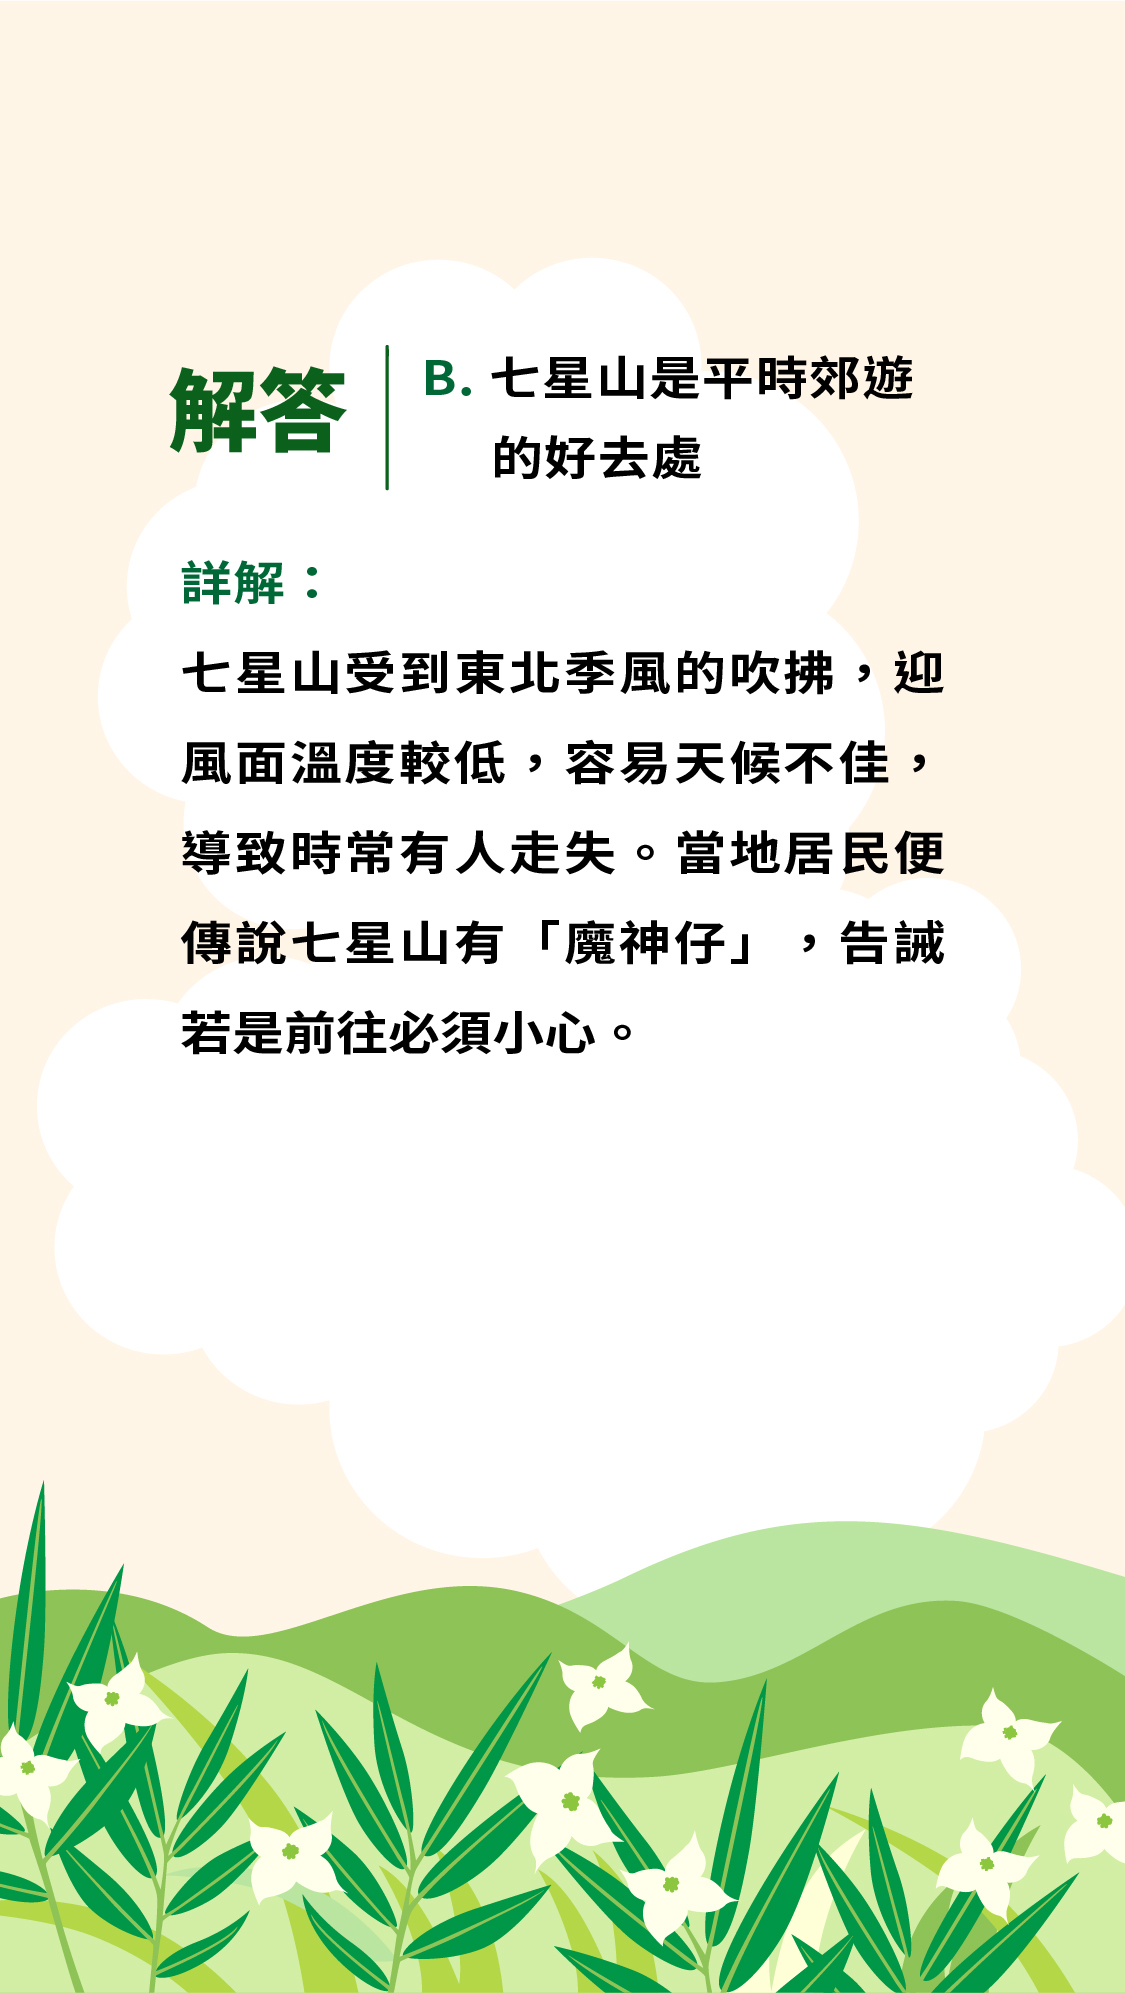 解答
B. 七星山是平時郊遊
的好去處
詳解：
七星山受到東北季風的吹拂，迎
風面溫度較低，容易天候不佳，
導致時常有人走失。當地居民便
傳說七星山有「魔神仔」，告誡
若是前往必須小心。